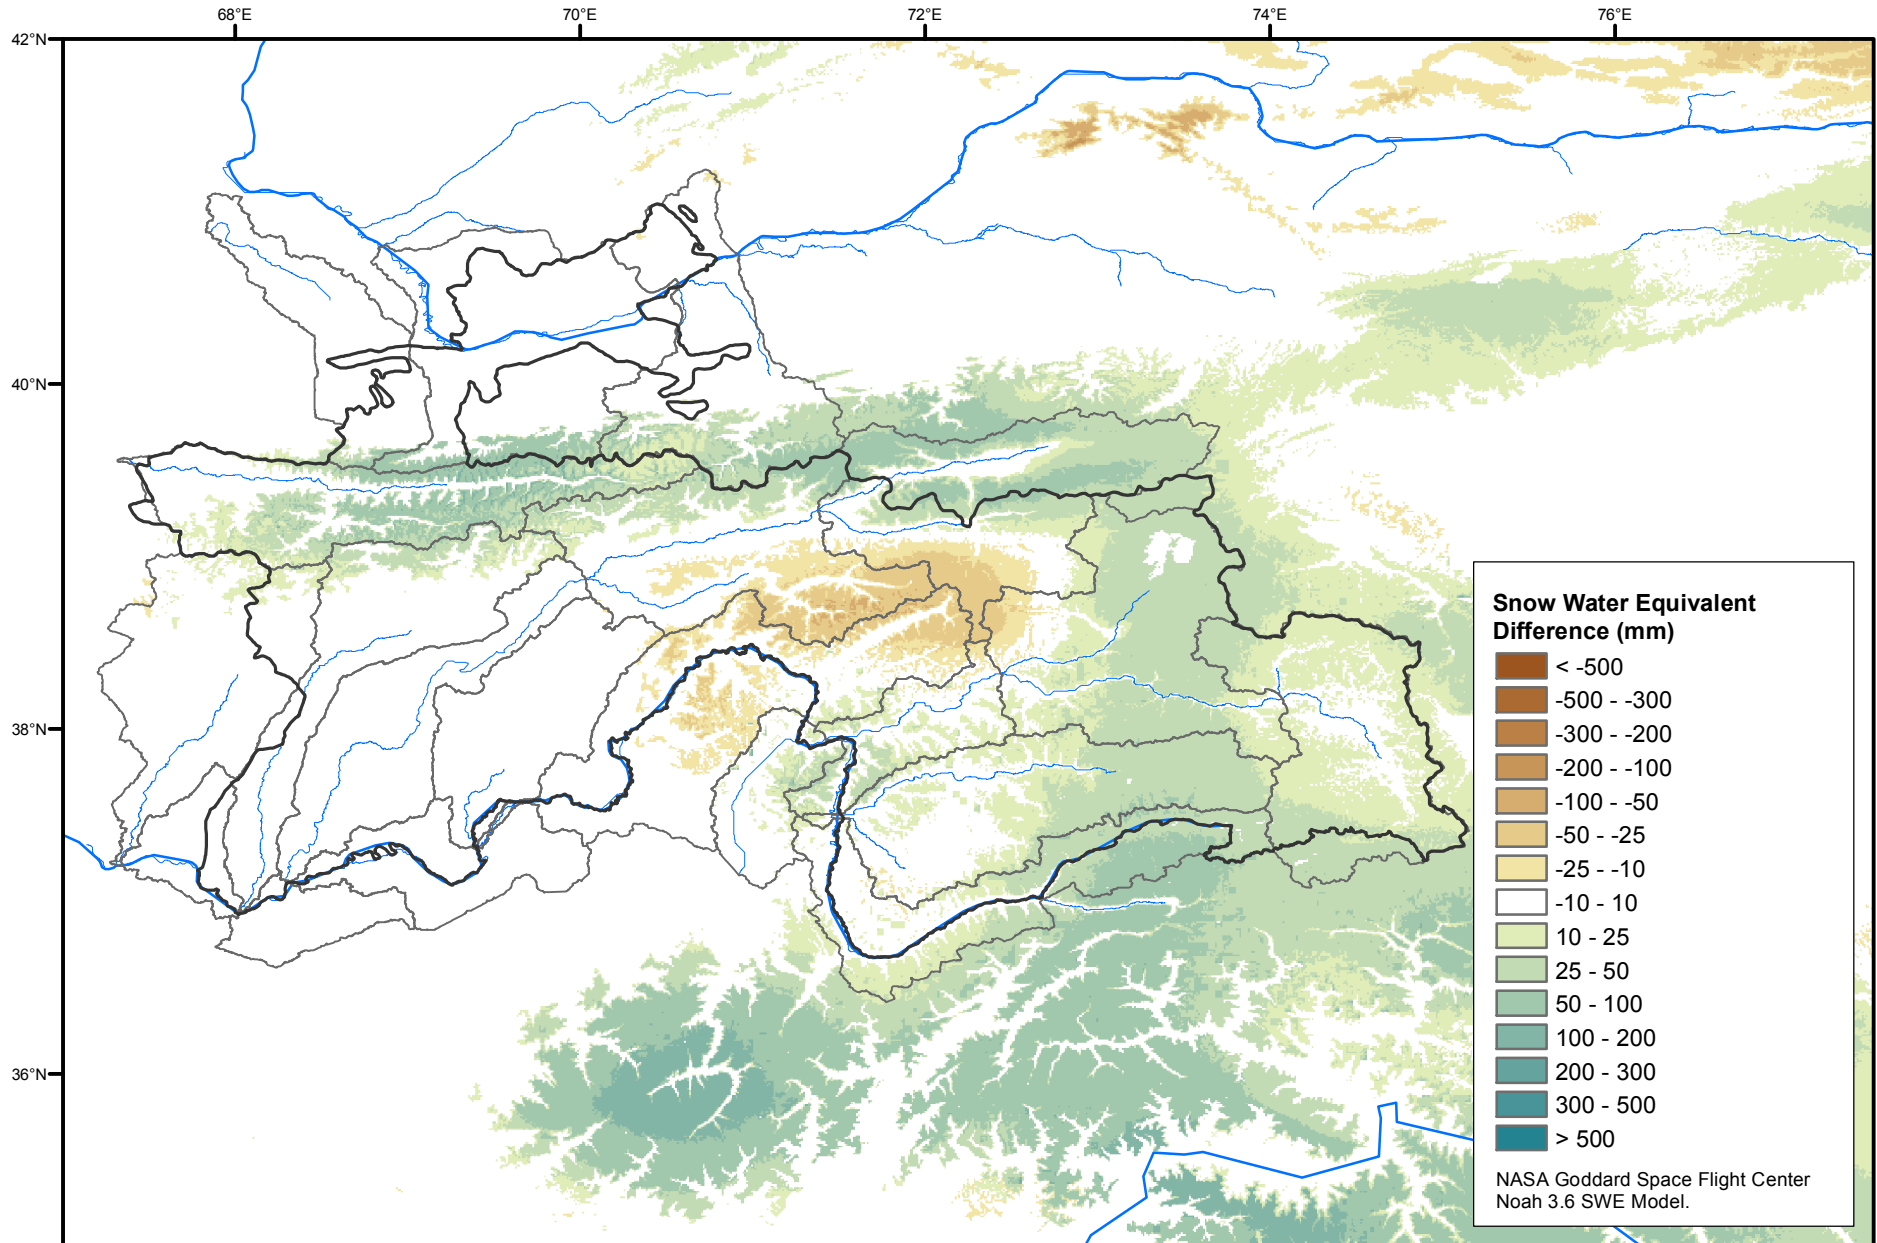 68°E
70°E
72°E
74°E
76°E
42°N
40°N
38°N
36°N
Snow Water Equivalent
Difference (mm)
< -500
-500 - -300
-300 - -200
-200 - -100
-100 - -50
-50 - -25
-25 - -10
-10 - 10
10 - 25
25 - 50
50 - 100
100 - 200
200 - 300
300 - 500
> 500
NASA Goddard Space Flight Center
Noah 3.6 SWE Model.